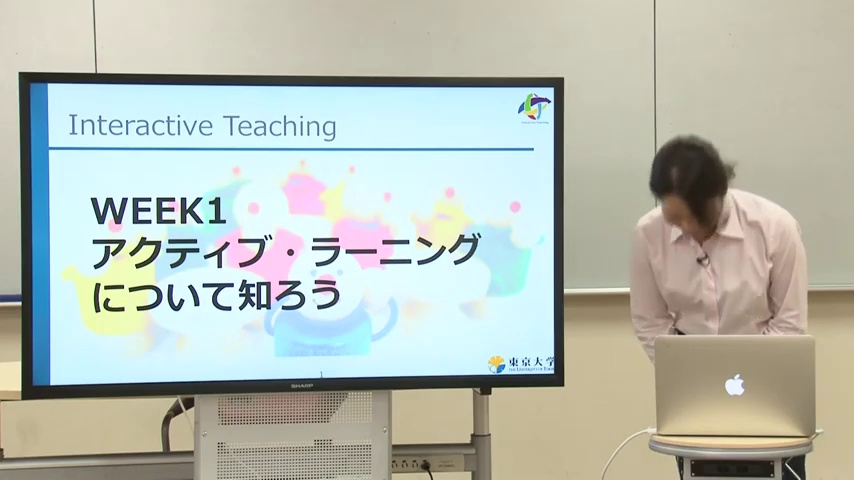 Interactive Teaching
WEEK1
アクティブ・ラーニング
について知ろう
東京大学
SHARP